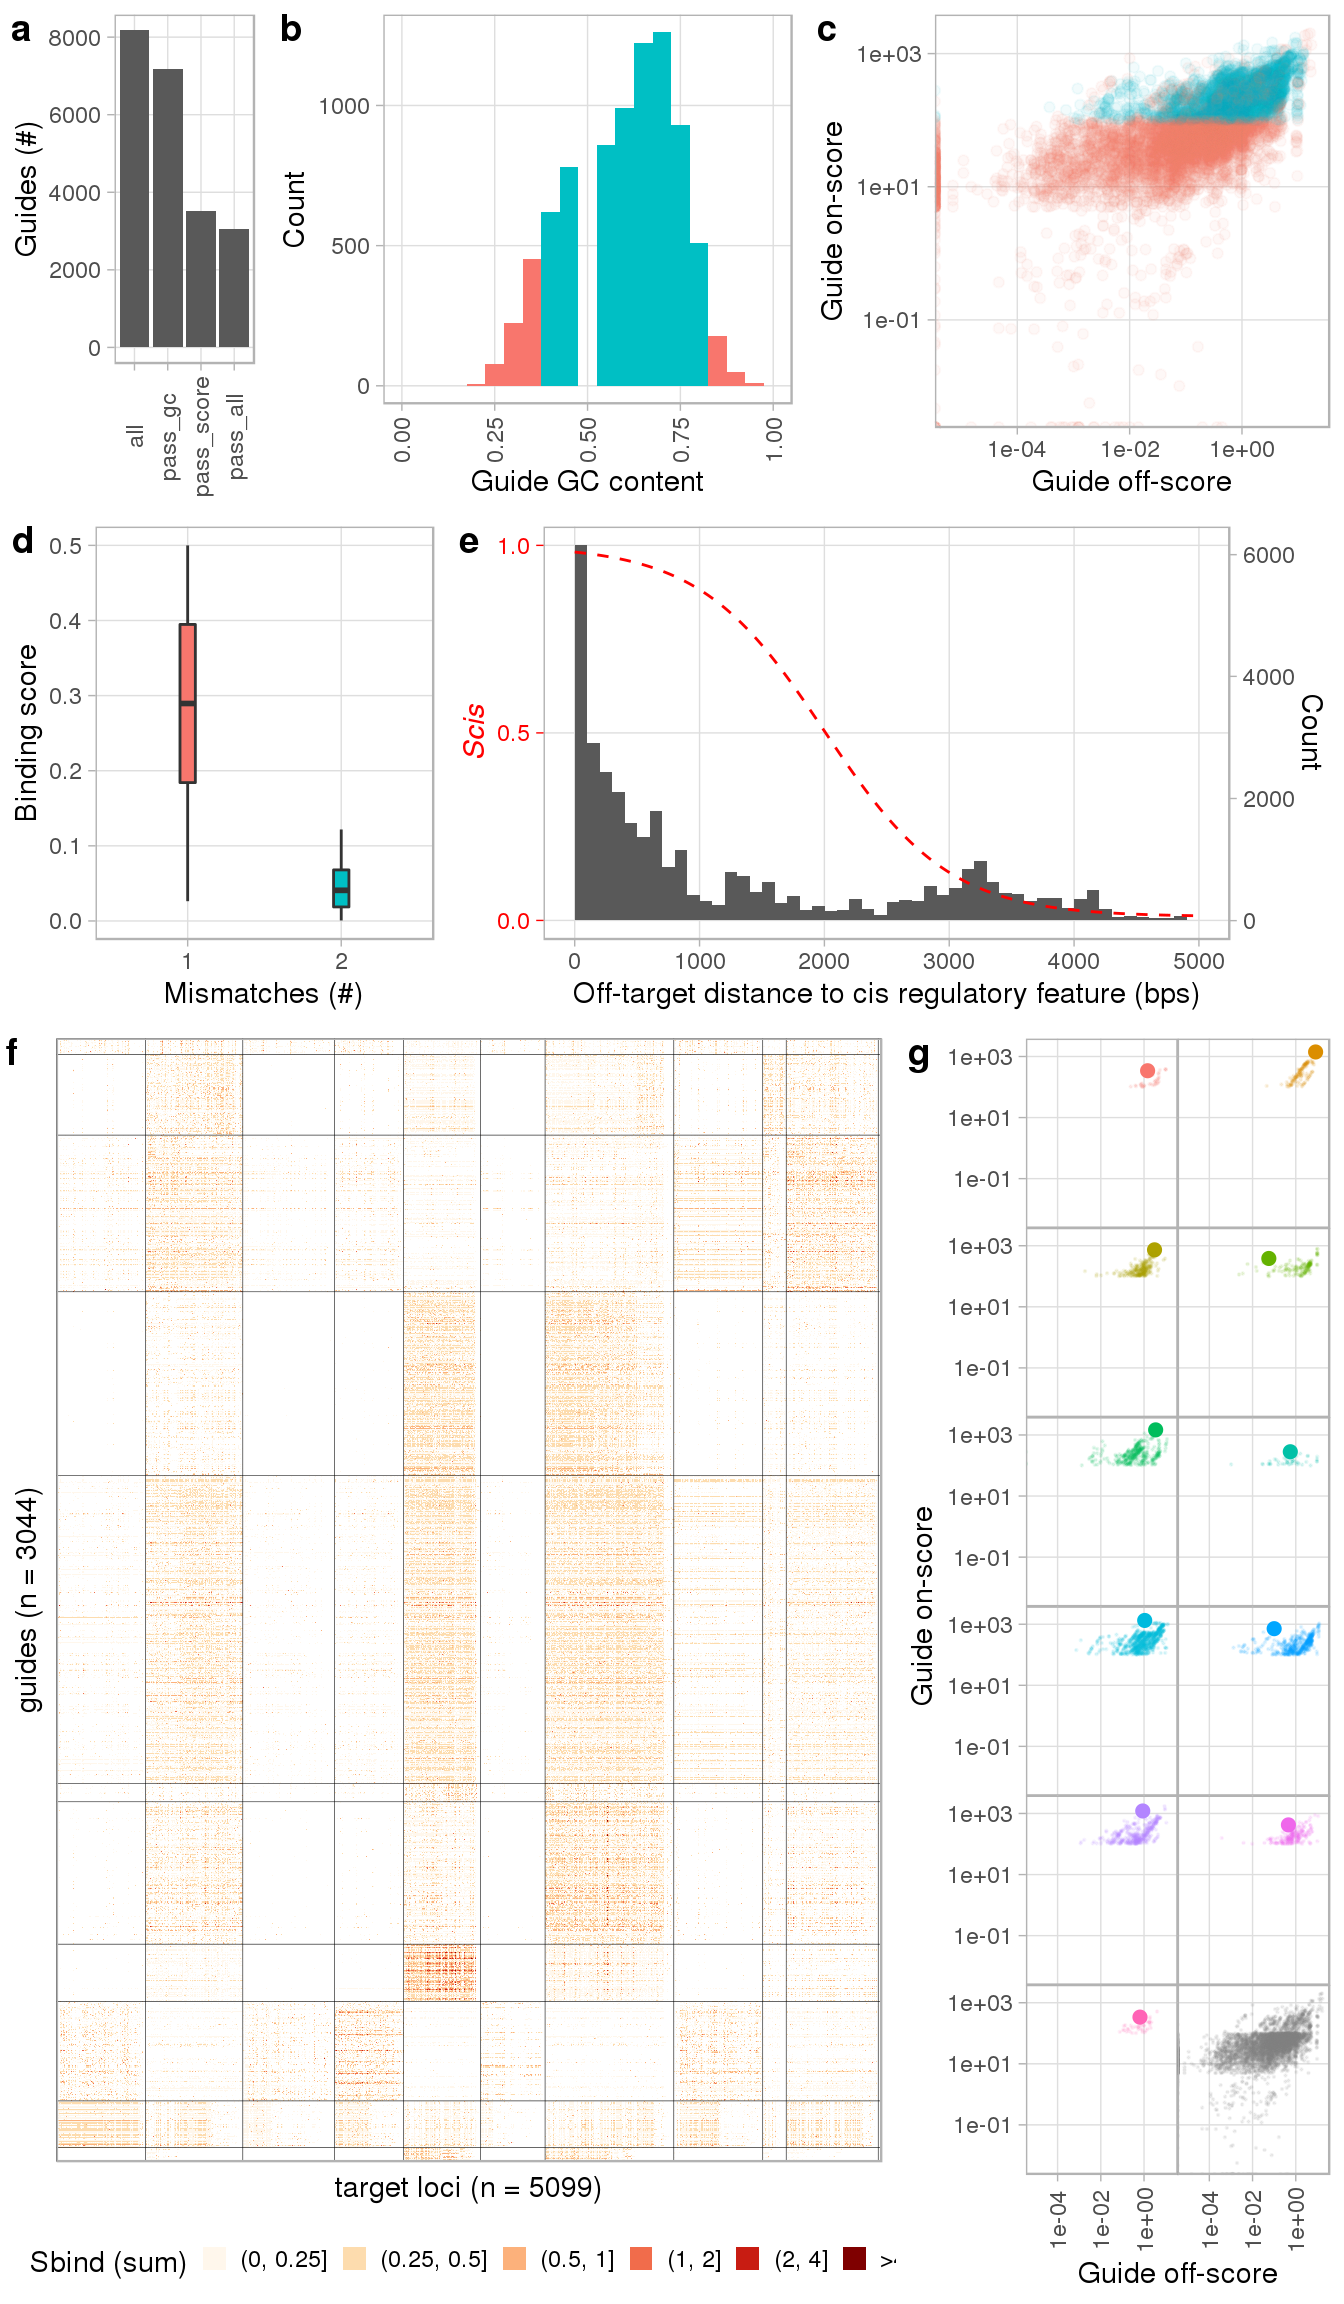 a
8000
6000
4000
2000
0
Guides (#)
all
pass_gc
pass_score
pass_all
b
1000
500
0
Count
0.00
0.25
0.50
0.75
1.00
Guide GC content
c
1e+03
1e+01
1e-01
Guide on-score
1e-04
1e-02
1e+00
Guide off-score
d
0.5
0.4
0.3
0.2
0.1
0.0
Binding score
1
2
Mismatches (#)
e
1.0
0.5
0.0
Scis
6000
4000
2000
0
Count
0
1000
2000
3000
4000
5000
Off-target distance to cis regulatory feature (bps)
f
guides (n = 3044)
target loci (n = 5099)
Sbind (sum)
(0, 0.25]
(0.25, 0.5]
(0.5, 1]
(1, 2]
(2, 4]
g
1e+03
1e+01
1e-01
1e+03
1e+01
1e-01
1e+03
1e+01
1e-01
1e+03
1e+01
1e-01
1e+03
1e+01
1e-01
1e+03
1e+01
1e-01
Guide on-score
1e-04
1e-02
1e+00
1e-04
1e-02
1e+00
Guide off-score